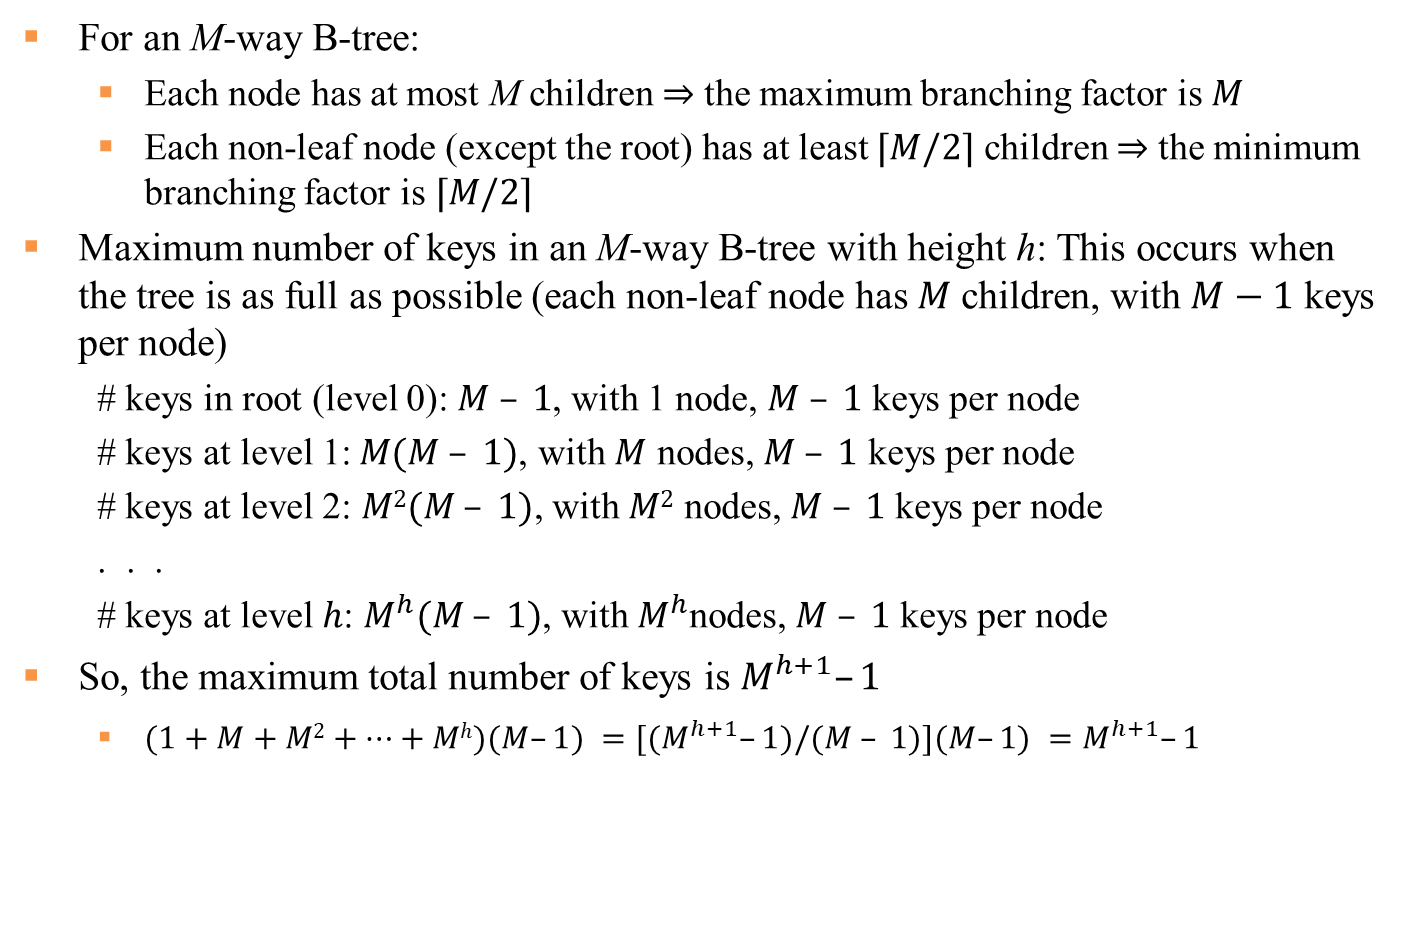 ▪ For an M-way B-tree:
▪ Each node has at most M children ⇒ the maximum branching factor is M
▪ Each non-leaf node (except the root) has at least ⌈M/2⌉ children ⇒ the minimum
branching factor is ⌈M/2⌉
▪ Maximum number of keys in an M-way B-tree with height h: This occurs when
the tree is as full as possible (each non-leaf node has M children, with M − 1 keys
per node)
# keys in root (level 0): M – 1, with 1 node, M – 1 keys per node
# keys at level 1: M(M – 1), with M nodes, M – 1 keys per node
# keys at level 2: M²(M – 1), with M² nodes, M – 1 keys per node
. . .
# keys at level h: Mʰ(M – 1), with Mʰnodes, M – 1 keys per node
▪ So, the maximum total number of keys is Mʰ⁺¹– 1
▪ (1 + M + M² + ⋯ + Mʰ)(M– 1) = [(Mʰ⁺¹– 1)/(M – 1)](M– 1) = Mʰ⁺¹– 1